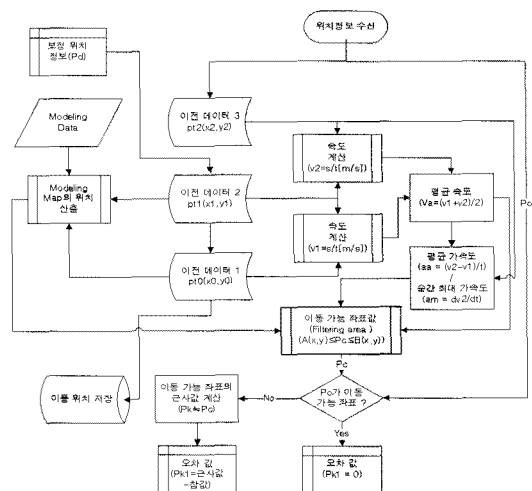 위치정보 수신
보정 위치
정보(Pd)
이전 데이터 3
pt2(x2,y2)
Modeling
Data
속도
계산
(v2=s/t[m/s])
Modeling
Map의 위치
산출
이전 데이터 2
pt1(x1,y1)
평균 속도
(Va=(v1+v2)/2)
Po
속도
계산
(v1=s/t[m/s])
이전 데이터 1
pt0(x0,y0)
평균 가속도
(aa = (v2-v1)/t)
/
순간 최대 가속도
(am = dv2/dt)
이동 가능 좌표값
(Filtering area )
(A(x,y)≤Pc≤B(x,y))
Pc
이동 위치 저장
이동 가능 좌표의
근사값 계산
(Pk≒Pc)
No
Po가 이동
가능 좌표 ?
Yes
오차 값
(Pk1=근사값
-참값)
오차 값
(Pk1 = 0)